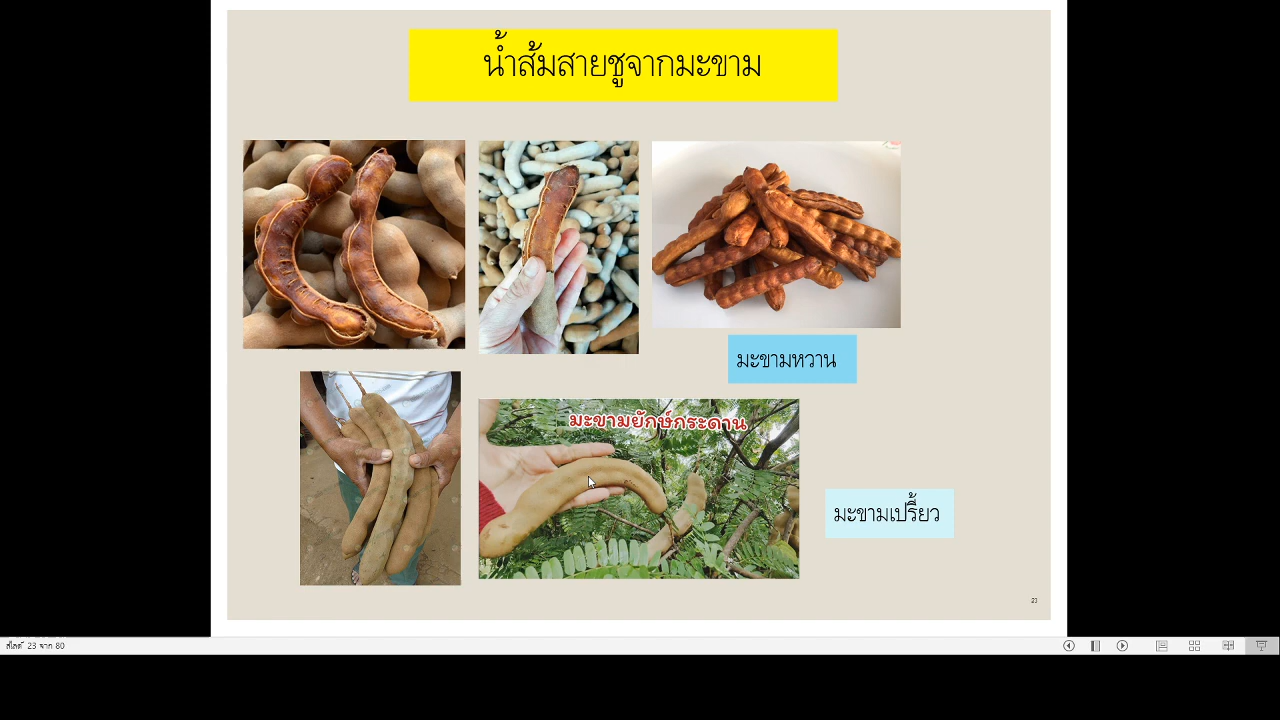 น้ำส้มสายชูจากมะขาม
มะขามหวาน
มะขามยักษ์กระดาน
มะขามเปรี้ยว
23
สไลด์ 23 จาก 80